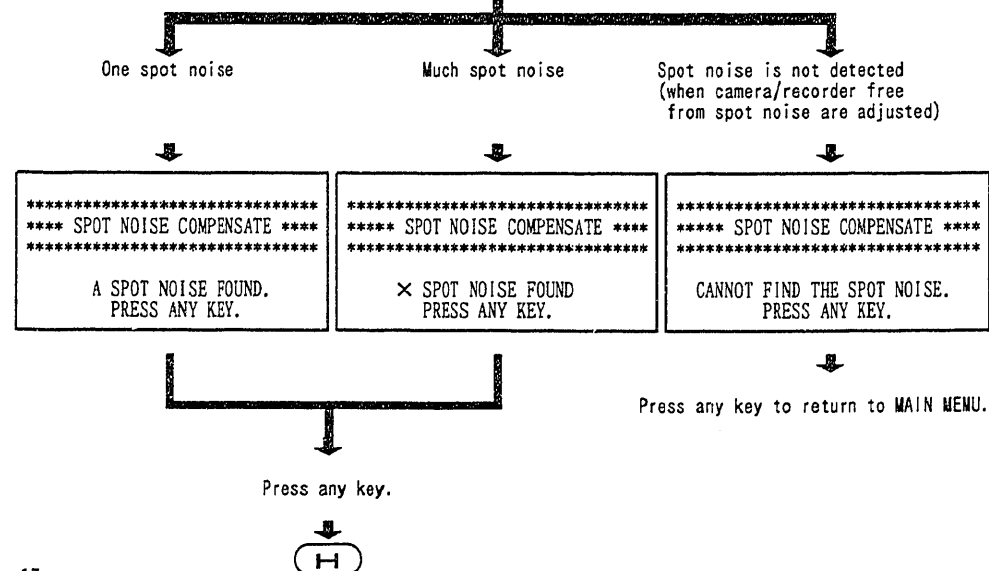 One spot noise
Much spot noise
Spot noise is not detected
(when camera/recorder free
from spot noise are adjusted)
******************************
**** SPOT NOISE COMPENSATE ****
******************************
A SPOT NOISE FOUND.
PRESS ANY KEY.
********************************
***** SPOT NOISE COMPENSATE ****
********************************
× SPOT NOISE FOUND
PRESS ANY KEY.
********************************
***** SPOT NOISE COMPENSATE ****
********************************
CANNOT FIND THE SPOT NOISE.
PRESS ANY KEY.
Press any key to return to MAIN MEMU.
Press any key.
H